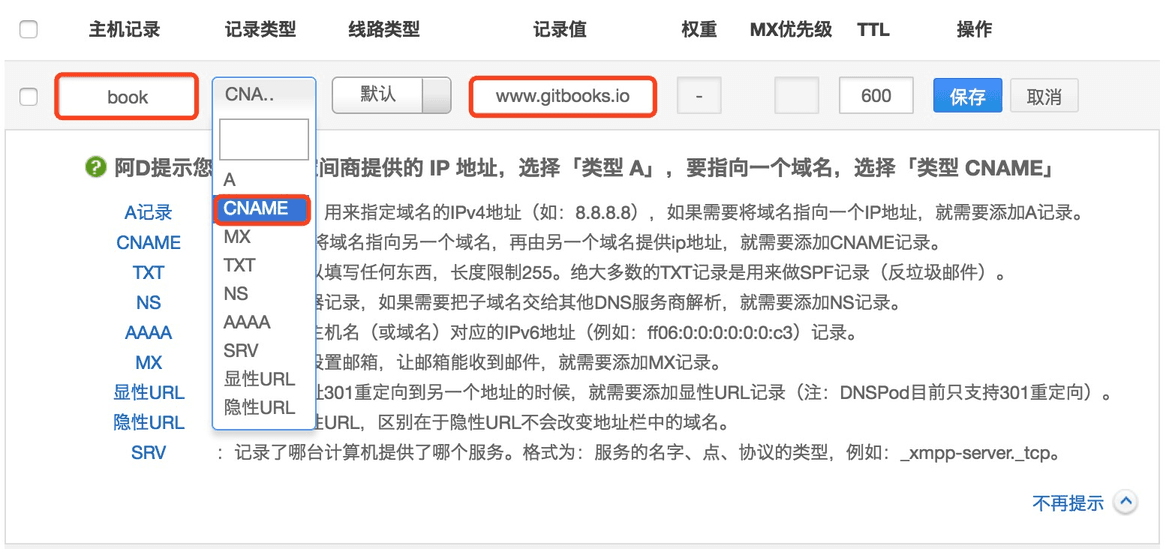 主机记录 记录类型 线路类型 记录值 权重 MX优先级 TTL 操作
book CNA.. 默认 www.gitbooks.io - 600 保存 取消
阿D提示您 间商提供的 IP 地址，选择「类型 A」，要指向一个域名，选择「类型 CNAME」
A
A记录 用来指定域名的IPv4地址（如：8.8.8.8），如果需要将域名指向一个IP地址，就需要添加A记录。
CNAME
CNAME 将域名指向另一个域名，再由另一个域名提供ip地址，就需要添加CNAME记录。
MX
TXT 以填写任何东西，长度限制255。绝大多数的TXT记录是用来做SPF记录（反垃圾邮件）。
TXT
NS 器记录，如果需要把子域名交给其他DNS服务商解析，就需要添加NS记录。
NS
AAAA 主机名（或域名）对应的IPv6地址（例如：ff06:0:0:0:0:0:0:c3）记录。
AAAA
MX 设置邮箱，让邮箱能收到邮件，就需要添加MX记录。
SRV
显性URL 址301重定向到另一个地址的时候，就需要添加显性URL记录（注：DNSPod目前只支持301重定向）。
显性URL
隐性URL 性URL，区别在于隐性URL不会改变地址栏中的域名。
隐性URL
SRV ：记录了哪台计算机提供了哪个服务。格式为：服务的名字、点、协议的类型，例如：_xmpp-server._tcp。
不再提示